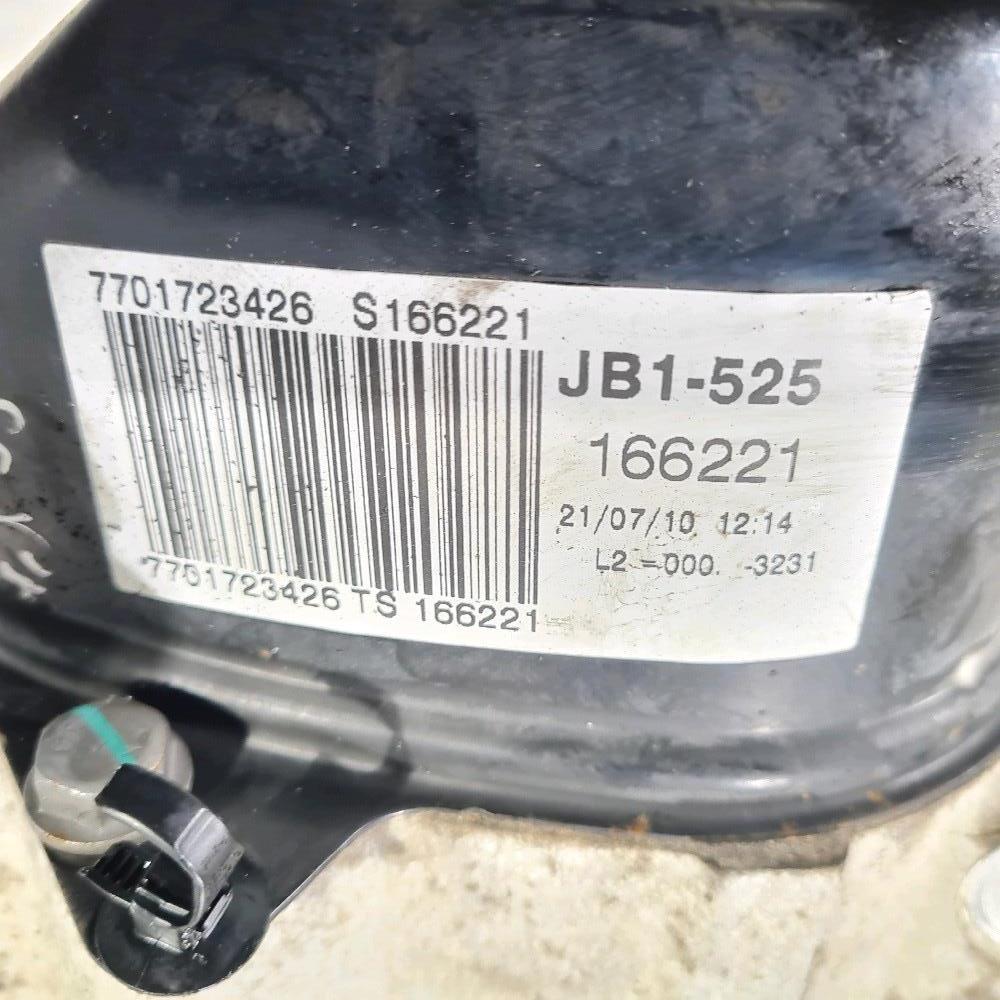 7701723426 S166221
JB1-525
166221
21/07/10 12:14
L2 =000. -3231
*7701723426 TS 166221